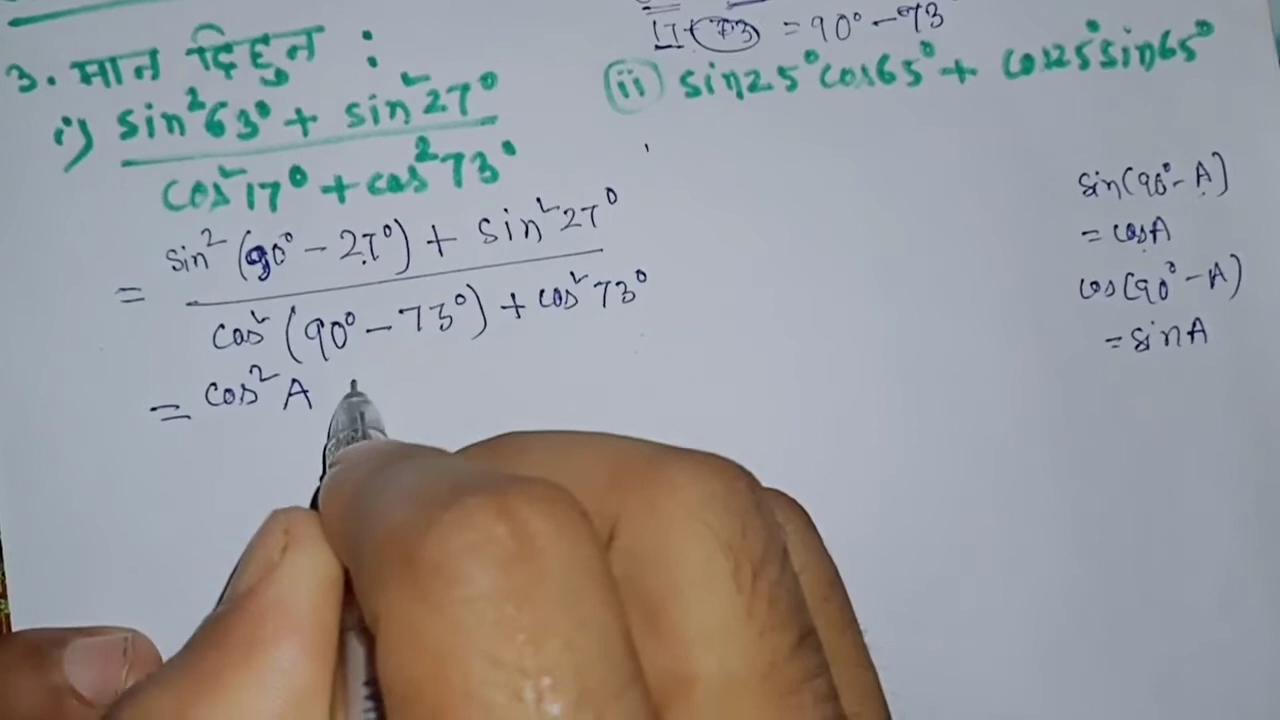 3. मान दिहुन :
i) sin²63° + sin²27°
cos²17° + cos²73°
= sin²(90° - 27°) + sin²27°
cos²(90° - 73°) + cos²73°
= cos²A
17 73 = 90° - 73
(ii) sin25°cos65° + cos25°sin65°
sin(90° - A)
= cosA
cos(90° - A)
= sinA